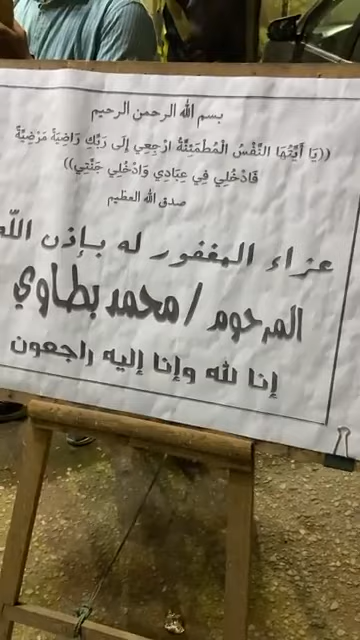 بسم الله الرحمن الرحيم
((يَا أَيَّتُهَا النَّفْسُ الْمُطْمَئِنَّةُ ارْجِعِي إِلَى رَبِّكِ رَاضِيَةً مَرْضِيَّةً
فَادْخُلِي فِي عِبَادِي وَادْخُلِي جَنَّتِي))
صدق الله العظيم
عزاء المغفور له بإذن الله
المرحوم / محمد بطاوي
إنا لله وإنا إليه راجعون